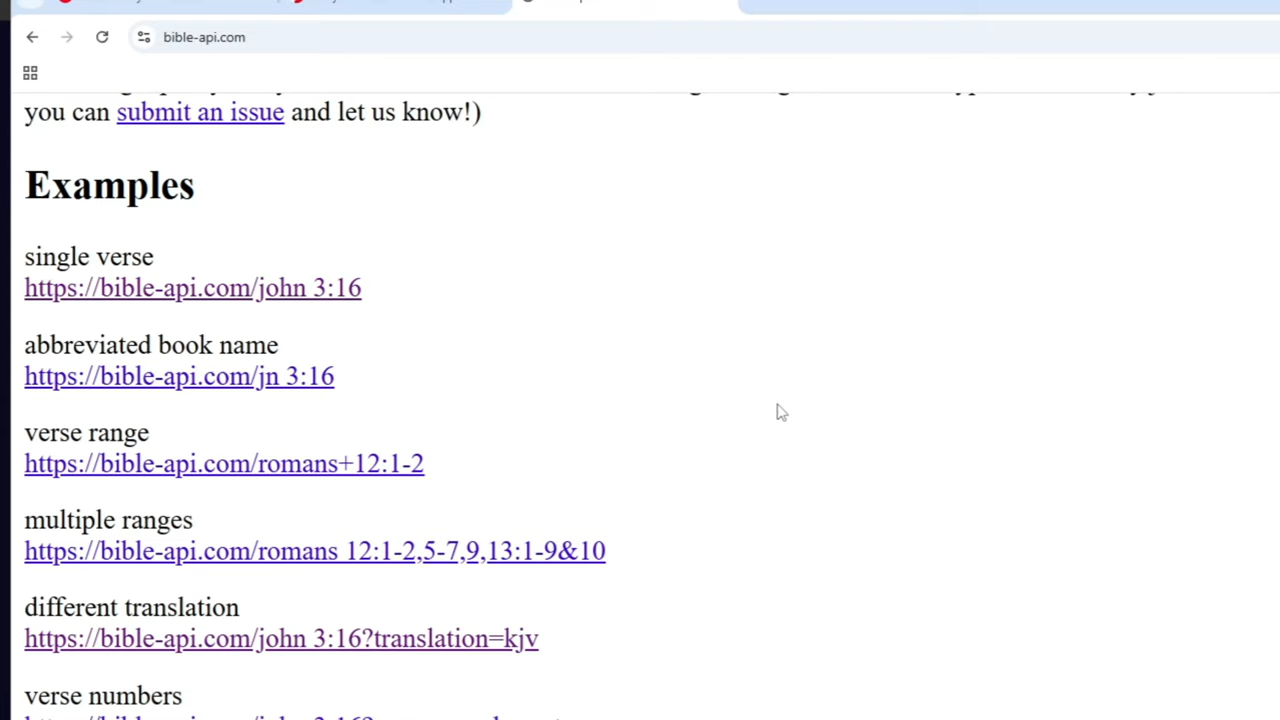 bible-api.com
you can submit an issue and let us know!)
Examples
single verse
https://bible-api.com/john 3:16
abbreviated book name
https://bible-api.com/jn 3:16
verse range
https://bible-api.com/romans+12:1-2
multiple ranges
https://bible-api.com/romans 12:1-2,5-7,9,13:1-9&10
different translation
https://bible-api.com/john 3:16?translation=kjv
verse numbers